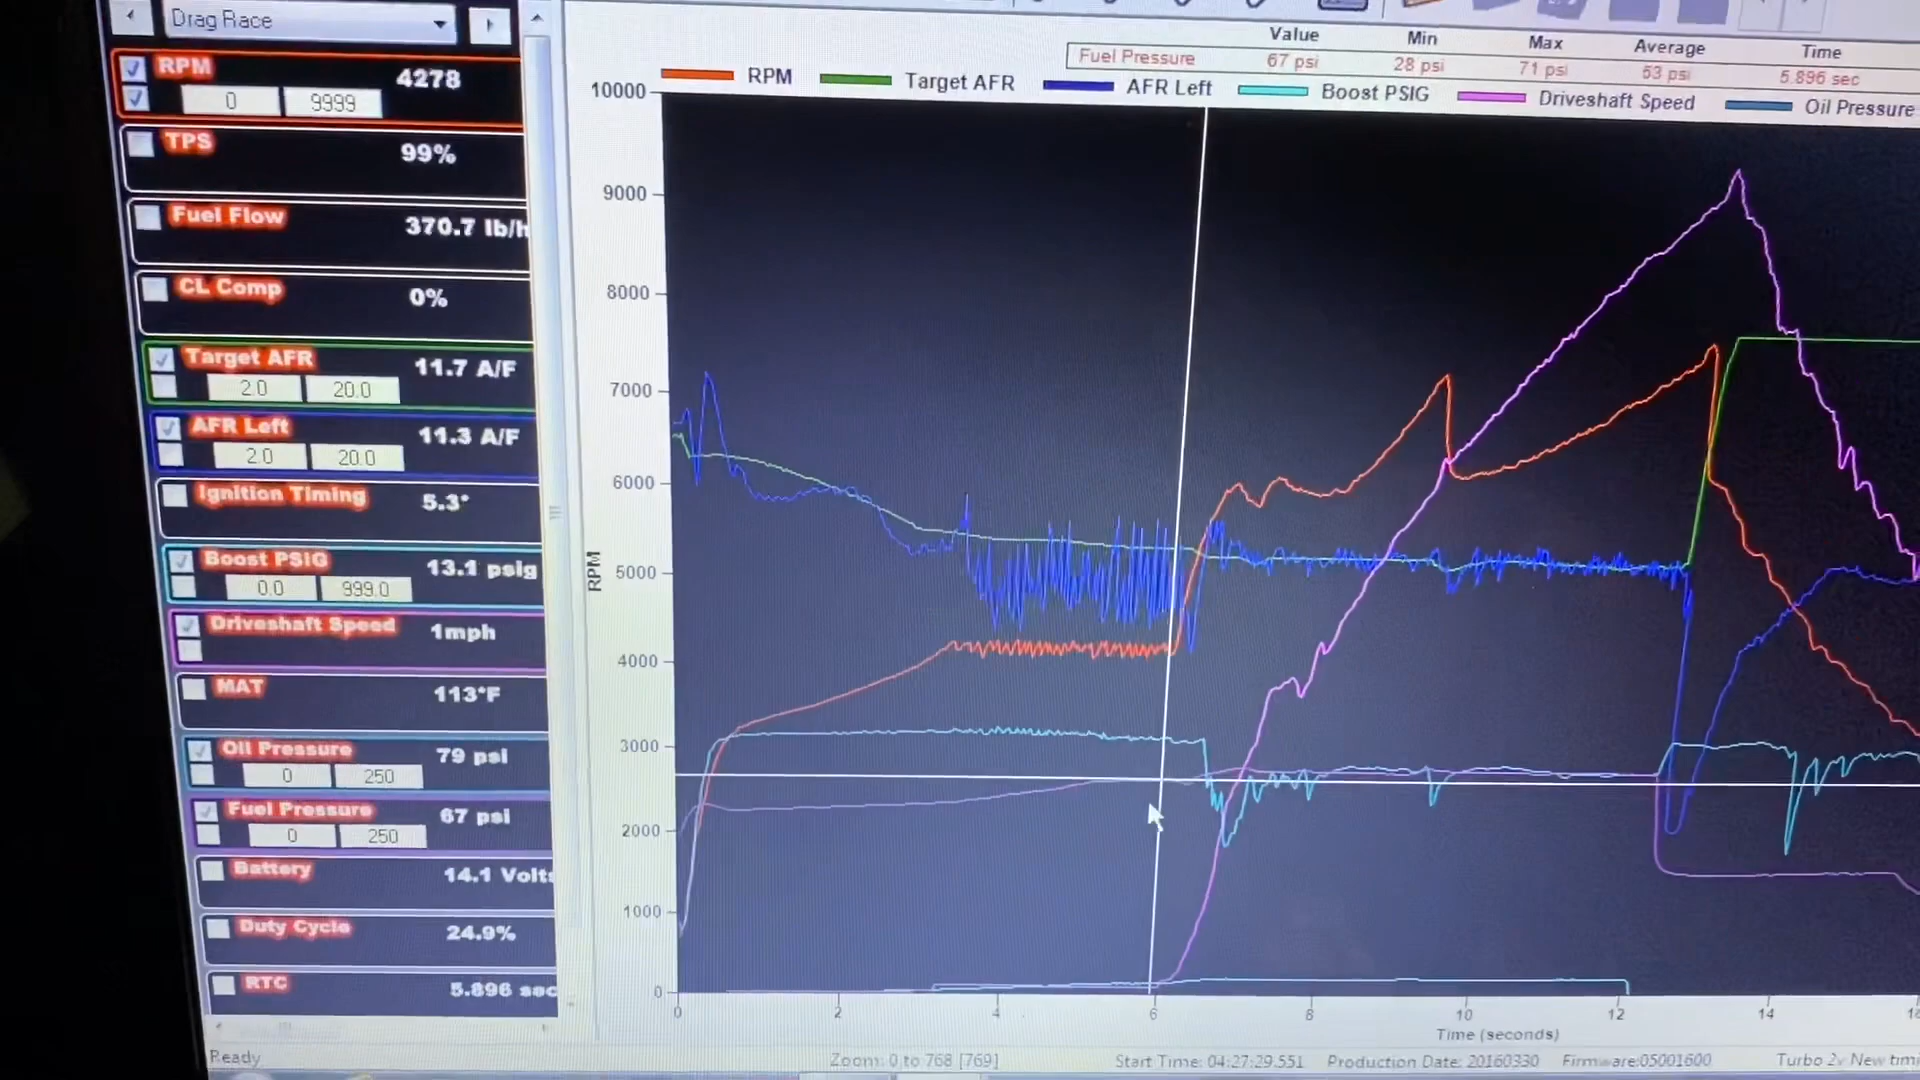 Drag Race
Value Min Max Average Time
Fuel Pressure 67 psi 28 psi 71 psi 53 psi 5.896 sec
RPM Target AFR AFR Left Boost PSIG Driveshaft Speed Oil Pressure
RPM 4278
0 9999
TPS 99%
Fuel Flow 370.7 lb/h
CL Comp 0%
Target AFR 11.7 A/F
2.0 20.0
AFR Left 11.3 A/F
2.0 20.0
Ignition Timing 5.3°
Boost PSIG 13.1 psig
0.0 999.0
Driveshaft Speed 1mph
MAT 113°F
Oil Pressure 79 psi
0 250
Fuel Pressure 67 psi
0 250
Battery 14.1 Volts
Duty Cycle 24.9%
RTC 5.896 sec
10000
9000
8000
7000
6000
5000
4000
3000
2000
1000
0
RPM
0 2 4 6 8 10 12 14
Time (seconds)
Ready Zoom: 0 to 768 [769] Start Time: 04:27:29.551 Production Date: 20160330 Firmware:05001600 Turbo 2v New